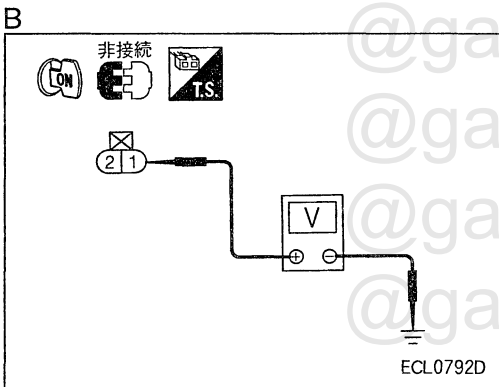 B
@ga
非接続
ON
T.S.
@ga
2 1
V
@ga
⊕ ⊖
@ga
ECL0792D